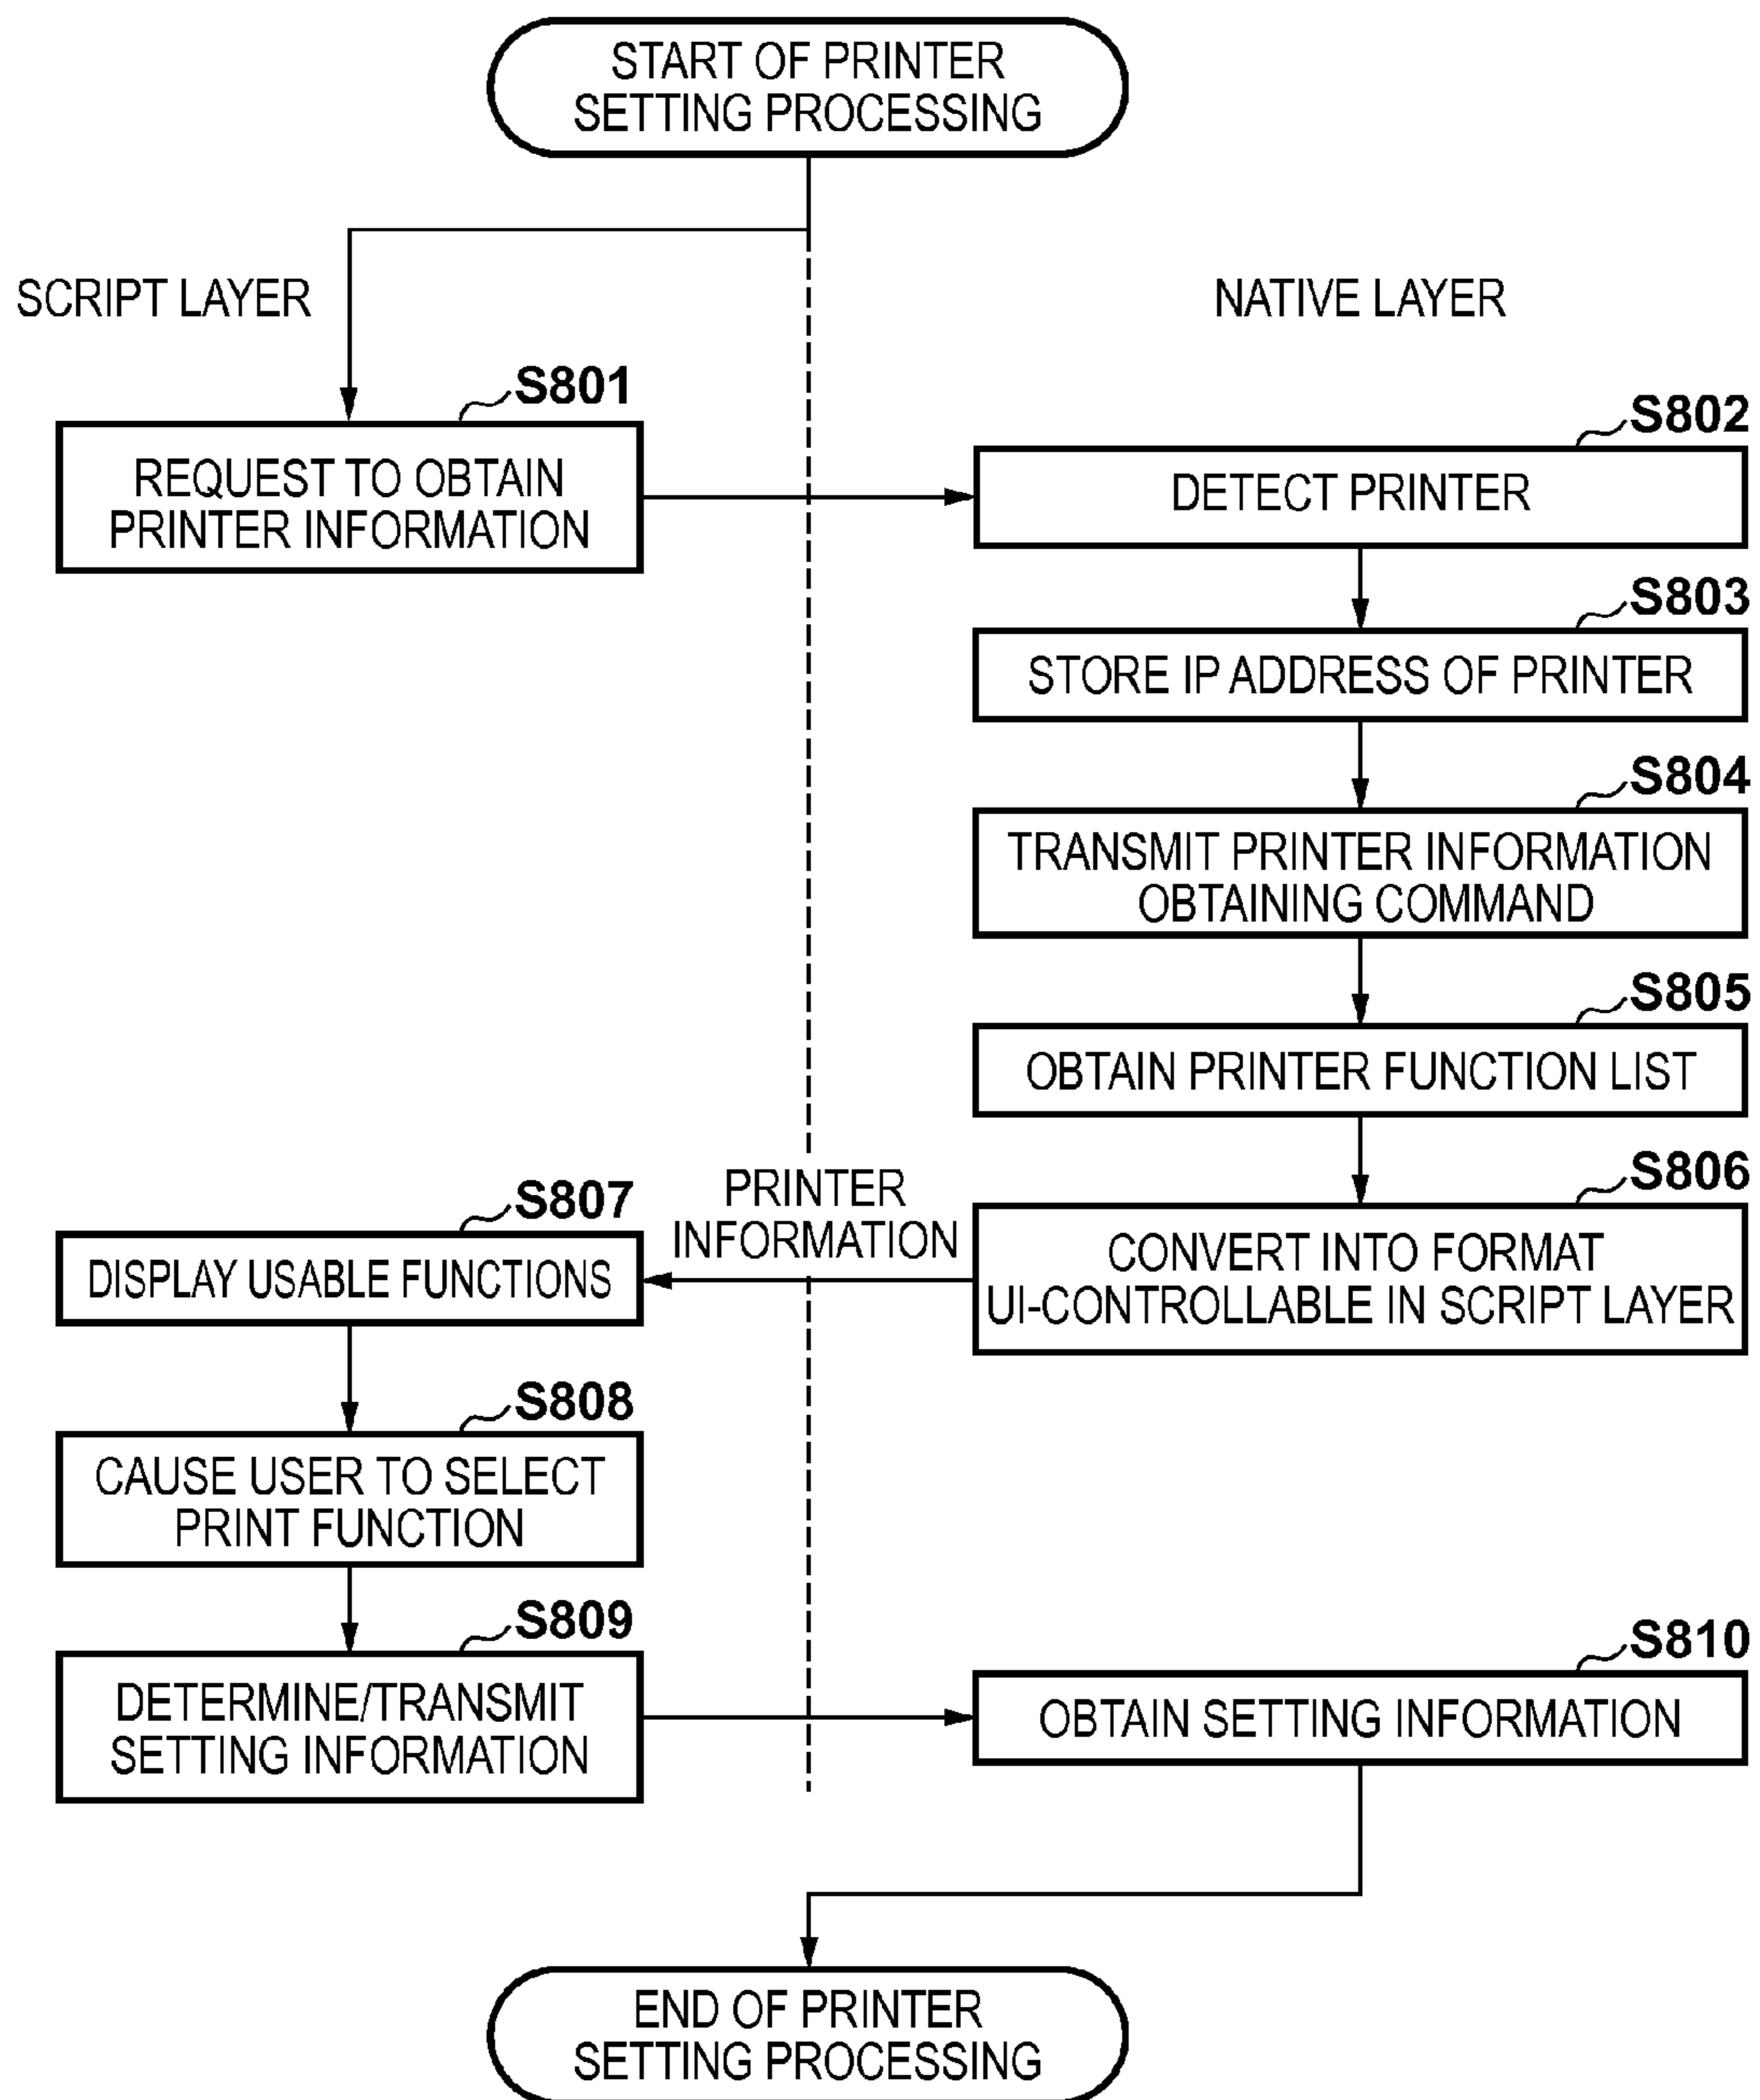 START OF PRINTER
SETTING PROCESSING
SCRIPT LAYER
NATIVE LAYER
S801
REQUEST TO OBTAIN
PRINTER INFORMATION
S802
DETECT PRINTER
S803
STORE IP ADDRESS OF PRINTER
S804
TRANSMIT PRINTER INFORMATION
OBTAINING COMMAND
S805
OBTAIN PRINTER FUNCTION LIST
S806
CONVERT INTO FORMAT
UI-CONTROLLABLE IN SCRIPT LAYER
PRINTER
INFORMATION
S807
DISPLAY USABLE FUNCTIONS
S808
CAUSE USER TO SELECT
PRINT FUNCTION
S809
DETERMINE/TRANSMIT
SETTING INFORMATION
S810
OBTAIN SETTING INFORMATION
END OF PRINTER
SETTING PROCESSING